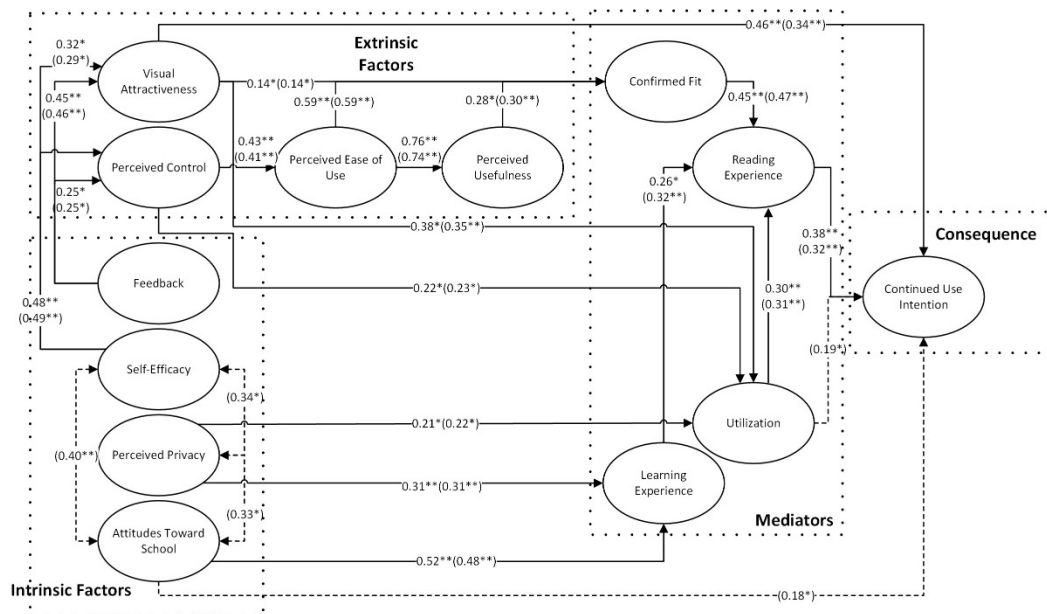 0.46**(0.34**)
0.32*
(0.29*)
Extrinsic
Factors
Visual
Attractiveness
0.14*(0.14*)
Confirmed Fit
0.45**
(0.46**)
0.59**(0.59**)
0.28*(0.30**)
0.45**(0.47**)
Perceived Control
0.43**
(0.41**)
Perceived Ease of
Use
0.76**
(0.74**)
Perceived
Usefulness
Reading
Experience
0.25*
(0.25*)
0.26*
(0.32**)
0.38*(0.35**)
0.38**
(0.32**)
Consequence
Feedback
0.22*(0.23*)
0.30**
(0.31**)
Continued Use
Intention
0.48**
(0.49**)
Self-Efficacy
(0.19*)
(0.34*)
0.21*(0.22*)
Utilization
(0.40**)
Perceived Privacy
0.31**(0.31**)
Learning
Experience
(0.33*)
Mediators
Attitudes Toward
School
0.52**(0.48**)
Intrinsic Factors
(0.18*)